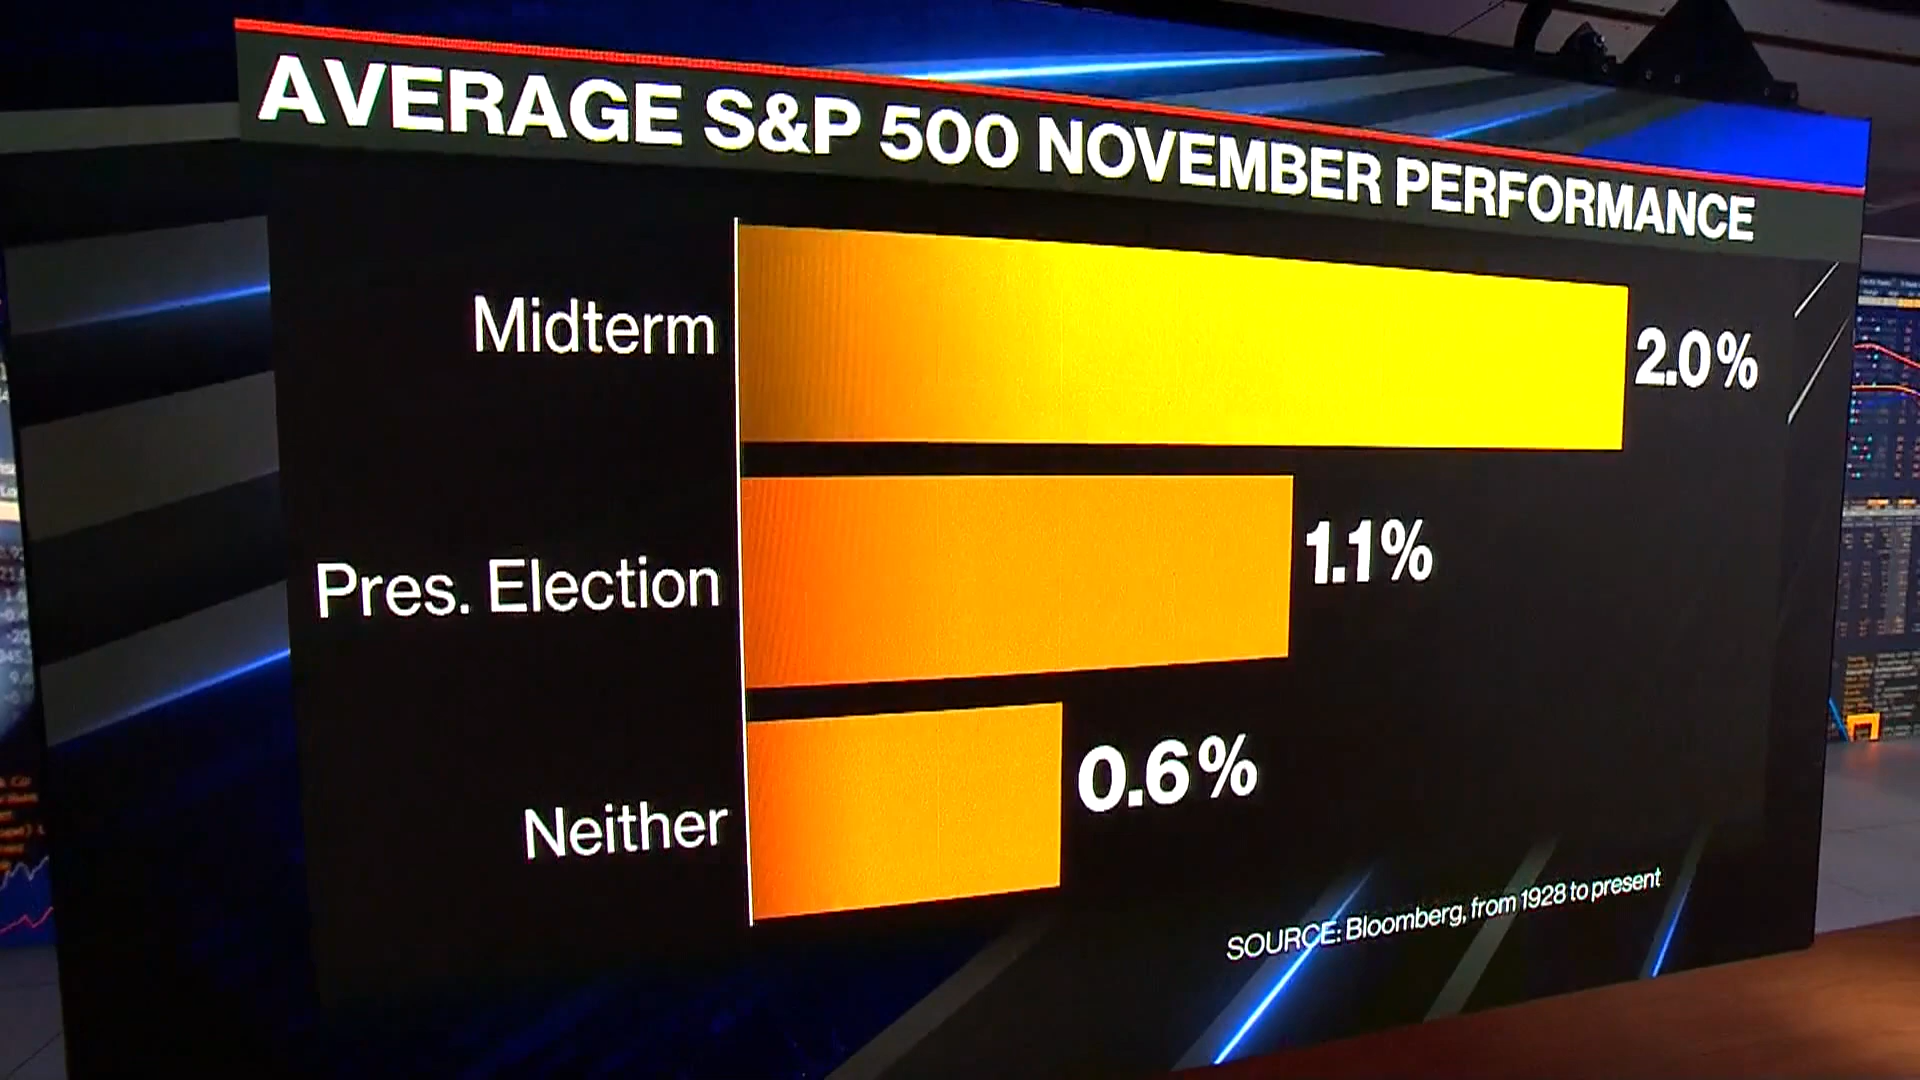 AVERAGE S&P 500 NOVEMBER PERFORMANCE
Midterm
2.0%
Pres. Election
1.1%
Neither
0.6%
SOURCE: Bloomberg, from 1928 to present